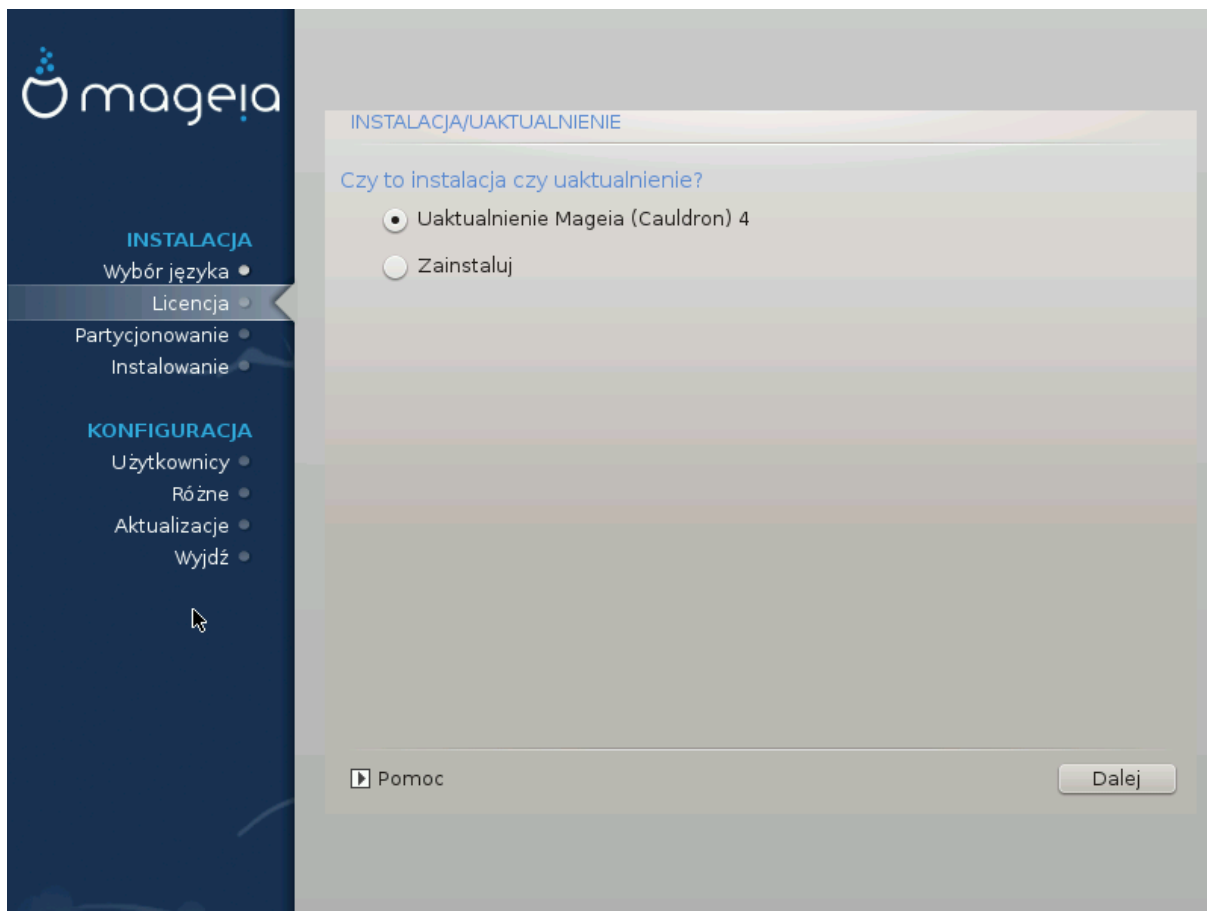 mageia
INSTALACJA
Wybór języka
Licencja
Partycjonowanie
Instalowanie
KONFIGURACJA
Użytkownicy
Różne
Aktualizacje
Wyjdź
INSTALACJA/UAKTUALNIENIE
Czy to instalacja czy uaktualnienie?
Uaktualnienie Mageia (Cauldron) 4
Zainstaluj
Pomoc
Dalej